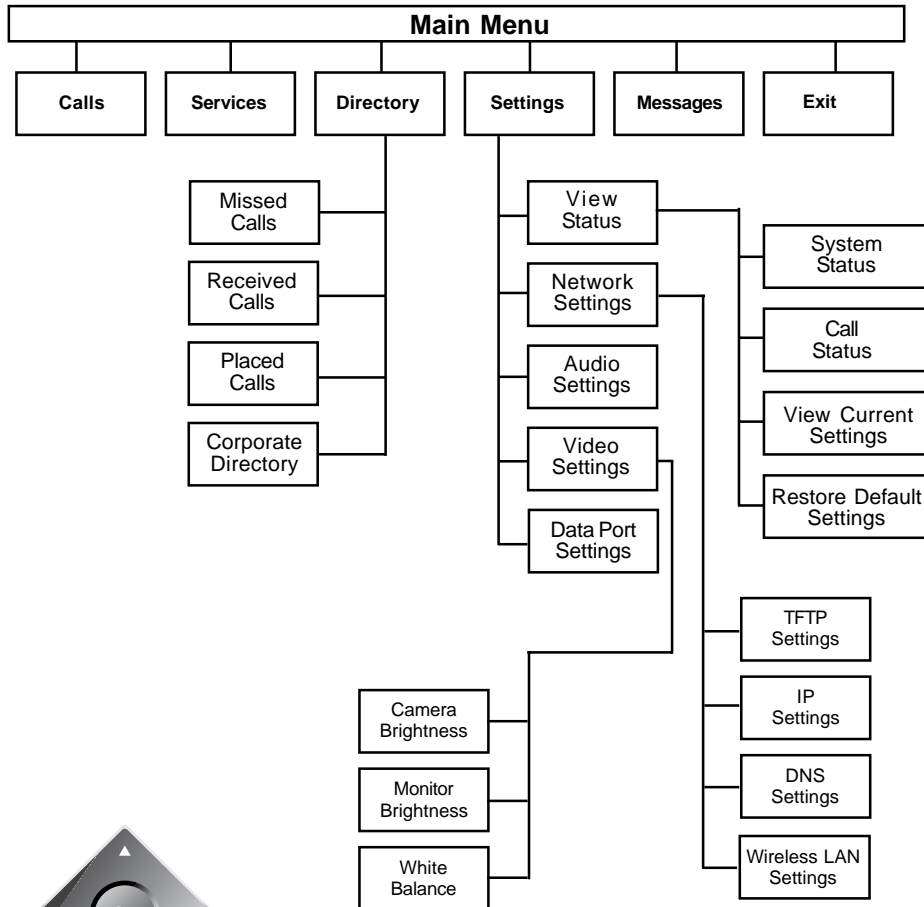 Main Menu
Calls
Services
Directory
Settings
Messages
Exit
Missed
Calls
Received
Calls
Placed
Calls
Corporate
Directory
View
Status
Network
Settings
Audio
Settings
Video
Settings
Data Port
Settings
System
Status
Call
Status
View Current
Settings
Restore Default
Settings
Camera
Brightness
Monitor
Brightness
White
Balance
TFTP
Settings
IP
Settings
DNS
Settings
Wireless LAN
Settings